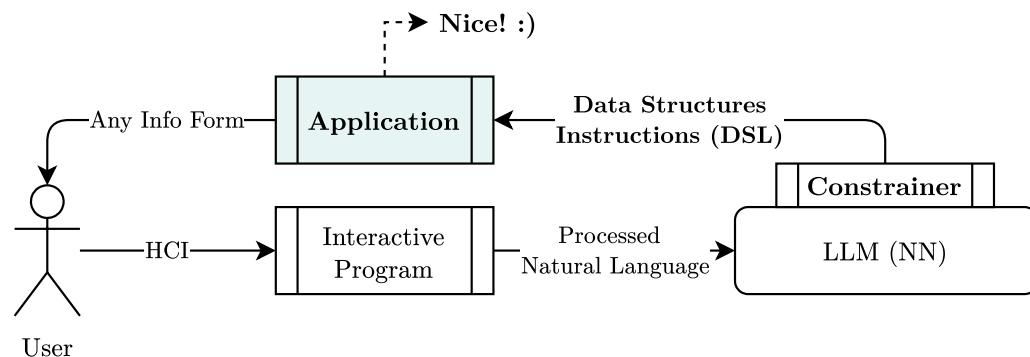 Nice! :)
Any Info Form
Application
Data Structures
Instructions (DSL)
Constrainer
HCI
Interactive
Program
Processed
Natural Language
LLM (NN)
User